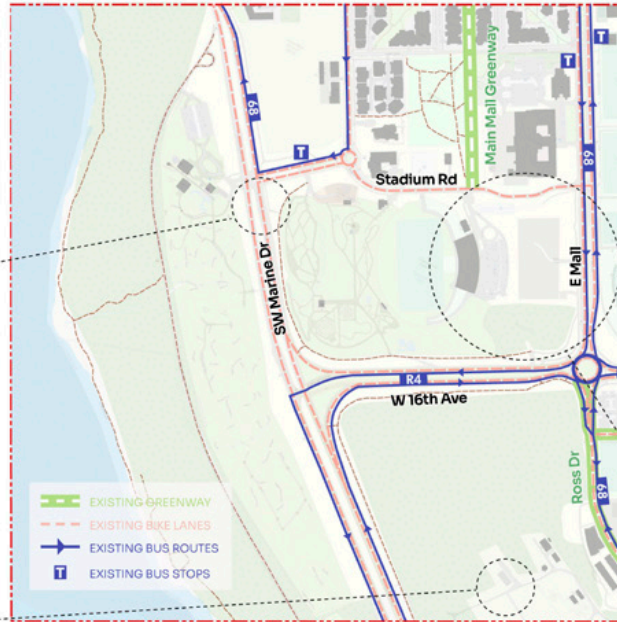 T
T
68
T
Main Mall Greenway
Stadium Rd
68
E Mall
SW Marine Dr
R4
W 16th Ave
Ross Dr
68
EXISTING GREENWAY
EXISTING BIKE LANES
EXISTING BUS ROUTES
T EXISTING BUS STOPS